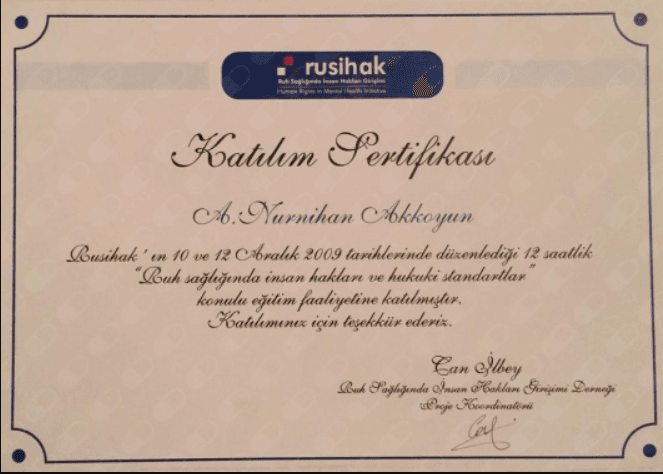 rusihak
Ruh Sağlığında İnsan Hakları Girişimi
Human Rights in Mental Health Initiative
Katılım Sertifikası
A.Nurnihan Akkoyun
Rusihak' ın 10 ve 12 Aralık 2009 tarihlerinde düzenlediği 12 saatlik
"Ruh sağlığında insan hakları ve hukuki standartlar"
konulu eğitim faaliyetine katılmıştır.
Katılımınız için teşekkür ederiz.
Can İlbey
Ruh Sağlığında İnsan Hakları Girişimi Derneği
Proje Koordinatörü